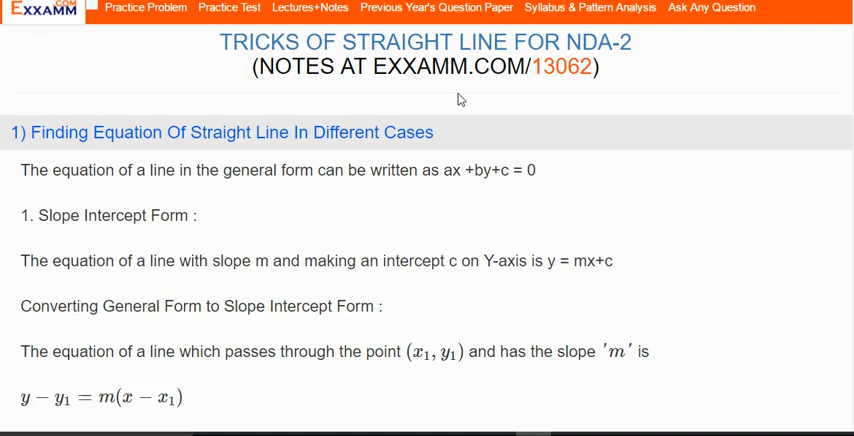 EXXAMM.COM Practice Problem Practice Test Lectures+Notes Previous Year's Question Paper Syllabus & Pattern Analysis Ask Any Question
TRICKS OF STRAIGHT LINE FOR NDA-2
(NOTES AT EXXAMM.COM/13062)
1) Finding Equation Of Straight Line In Different Cases
The equation of a line in the general form can be written as ax +by+c = 0
1. Slope Intercept Form :
The equation of a line with slope m and making an intercept c on Y-axis is y = mx+c
Converting General Form to Slope Intercept Form :
The equation of a line which passes through the point (x₁, y₁) and has the slope ′m′ is
y − y₁ = m(x − x₁)